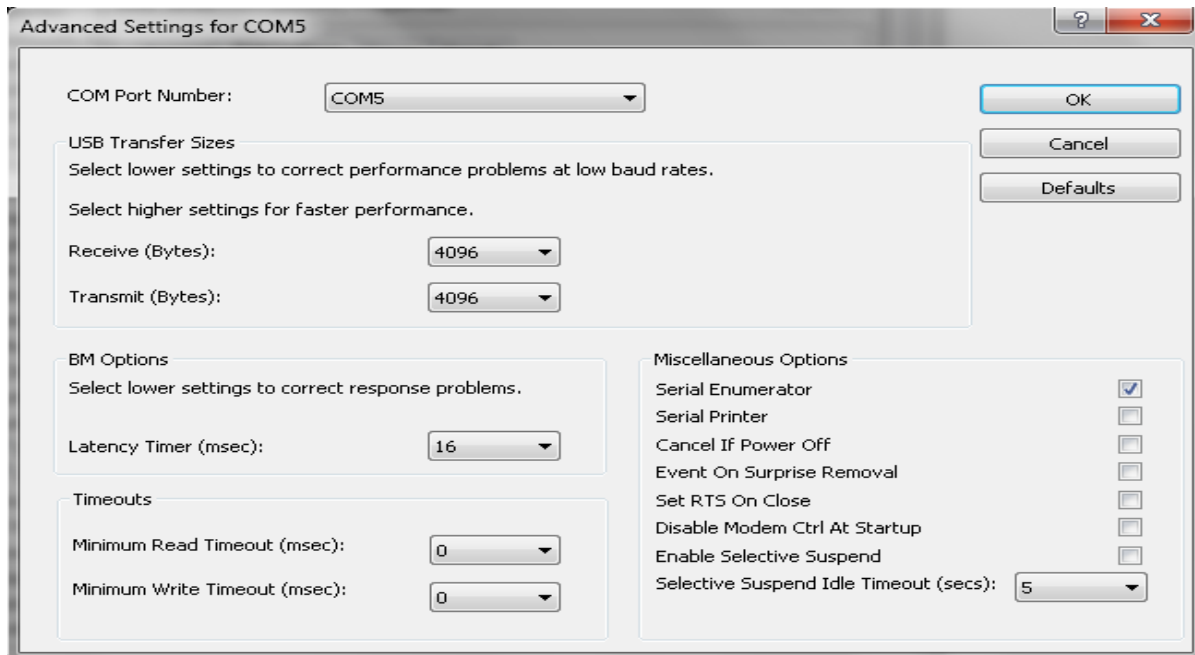 Advanced Settings for COM5
COM Port Number: COM5
OK
Cancel
Defaults
USB Transfer Sizes
Select lower settings to correct performance problems at low baud rates.
Select higher settings for faster performance.
Receive (Bytes): 4096
Transmit (Bytes): 4096
BM Options
Select lower settings to correct response problems.
Latency Timer (msec): 16
Timeouts
Minimum Read Timeout (msec): 0
Minimum Write Timeout (msec): 0
Miscellaneous Options
Serial Enumerator
Serial Printer
Cancel If Power Off
Event On Surprise Removal
Set RTS On Close
Disable Modem Ctrl At Startup
Enable Selective Suspend
Selective Suspend Idle Timeout (secs): 5